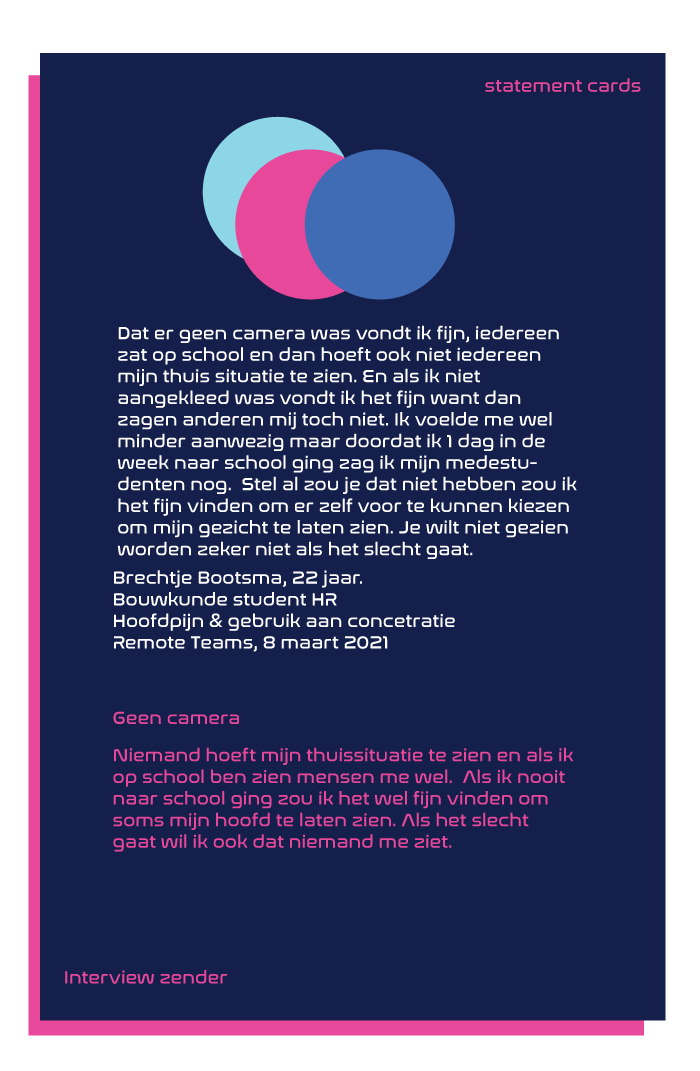 statement cards
Dat er geen camera was vondt ik fijn, iedereen
zat op school en dan hoeft ook niet iedereen
mijn thuis situatie te zien. En als ik niet
aangekleed was vondt ik het fijn want dan
zagen anderen mij toch niet. Ik voelde me wel
minder aanwezig maar doordat ik 1 dag in de
week naar school ging zag ik mijn medestu-
denten nog.  Stel al zou je dat niet hebben zou ik
het fijn vinden om er zelf voor te kunnen kiezen
om mijn gezicht te laten zien. Je wilt niet gezien
worden zeker niet als het slecht gaat.
Brechtje Bootsma, 22 jaar.
Bouwkunde student HR
Hoofdpijn & gebruik aan concetratie
Remote Teams, 8 maart 2021
Geen camera
Niemand hoeft mijn thuissituatie te zien en als ik
op school ben zien mensen me wel.  Als ik nooit
naar school ging zou ik het wel fijn vinden om
soms mijn hoofd te laten zien. Als het slecht
gaat wil ik ook dat niemand me ziet.
Interview zender